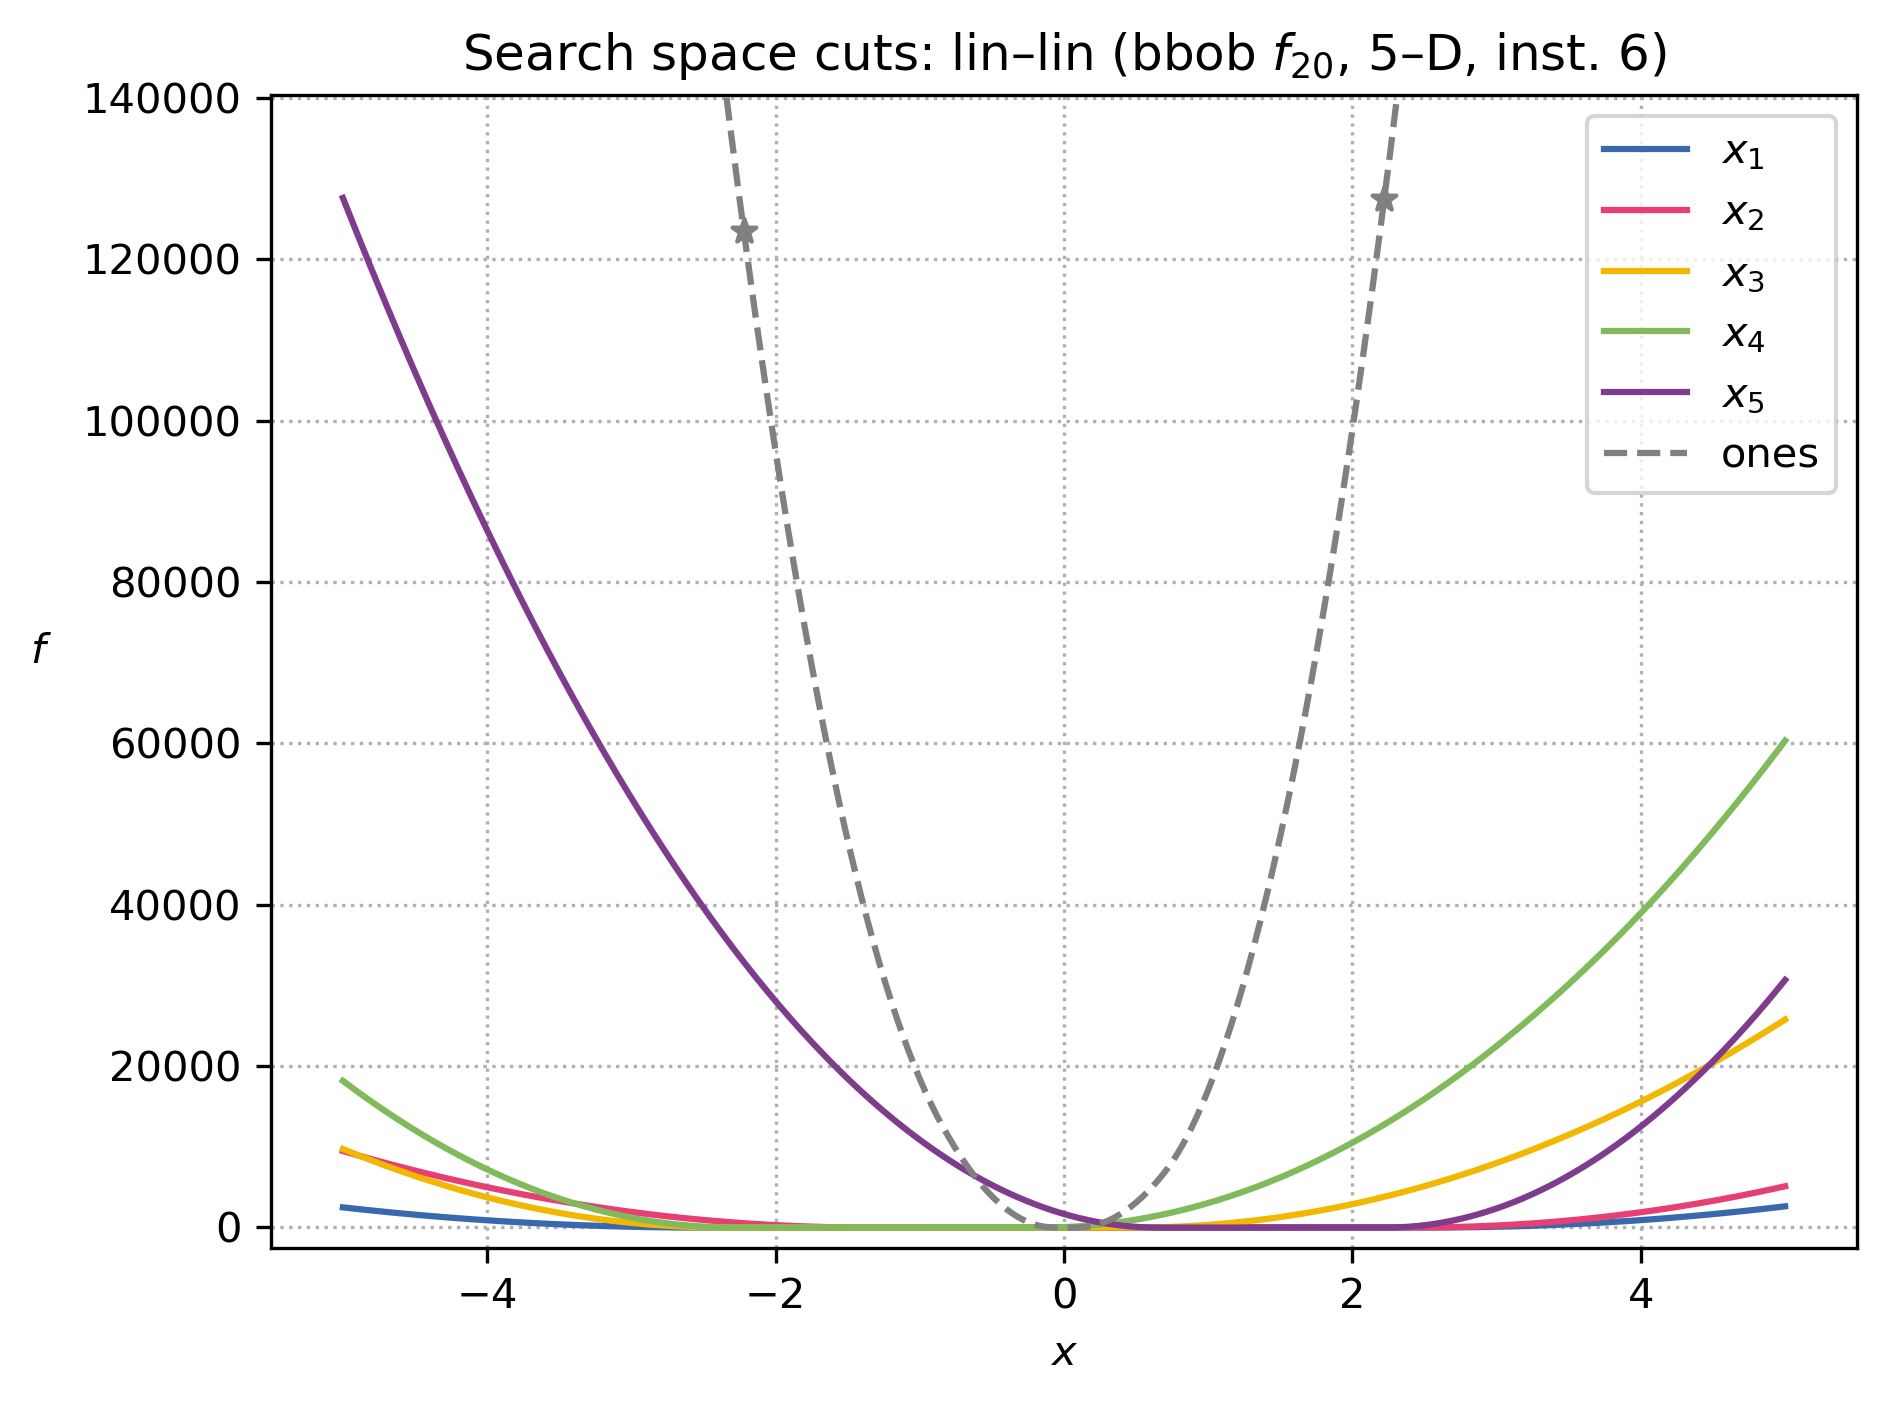 Search space cuts: lin–lin (bbob f20, 5–D, inst. 6)
140000
120000
100000
80000
60000
40000
20000
0
f
−4
−2
0
2
4
x
x1
x2
x3
x4
x5
ones